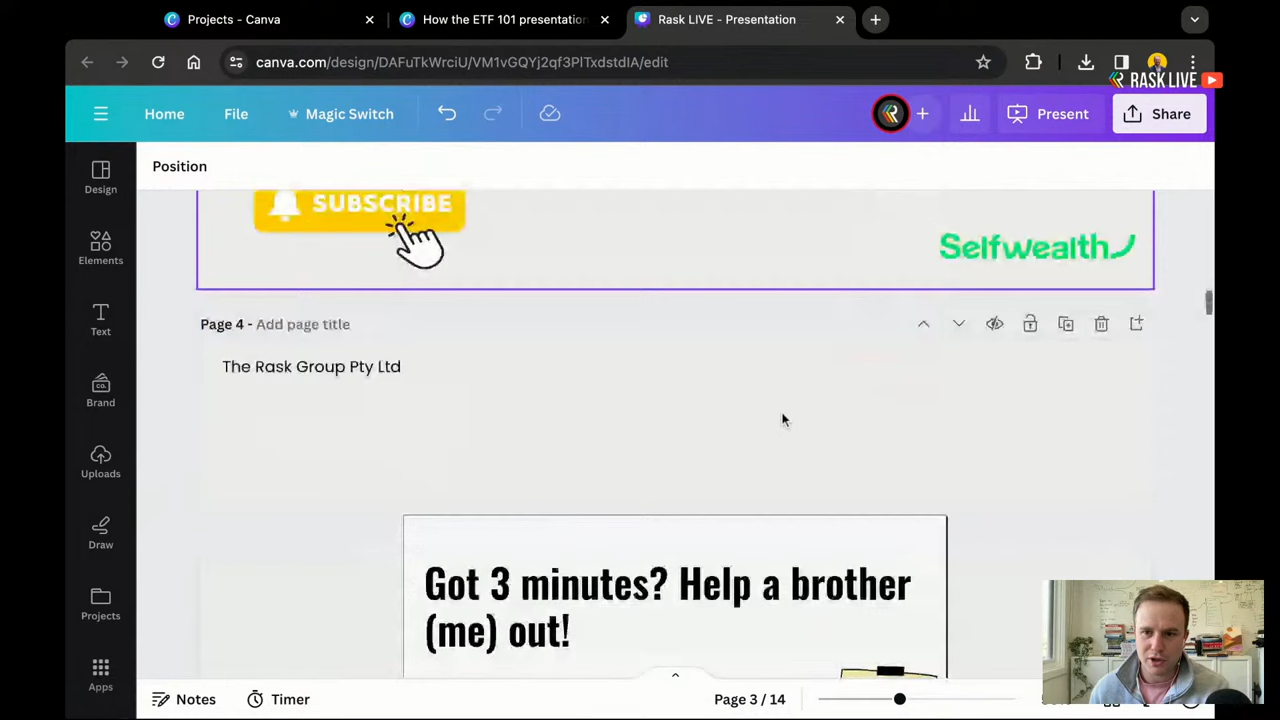 Projects - Canva
How the ETF 101 presentation
Rask LIVE - Presentation
canva.com/design/DAFuTkWrciU/VM1vGQYj2qf3PlTxdstdIA/edit
RASK LIVE
Home
File
Magic Switch
Present
Share
Position
Design
Elements
Text
Brand
Uploads
Draw
Projects
Apps
SUBSCRIBE
Selfwealth
Page 4 - Add page title
The Rask Group Pty Ltd
Got 3 minutes? Help a brother
(me) out!
Notes
Timer
Page 3 / 14